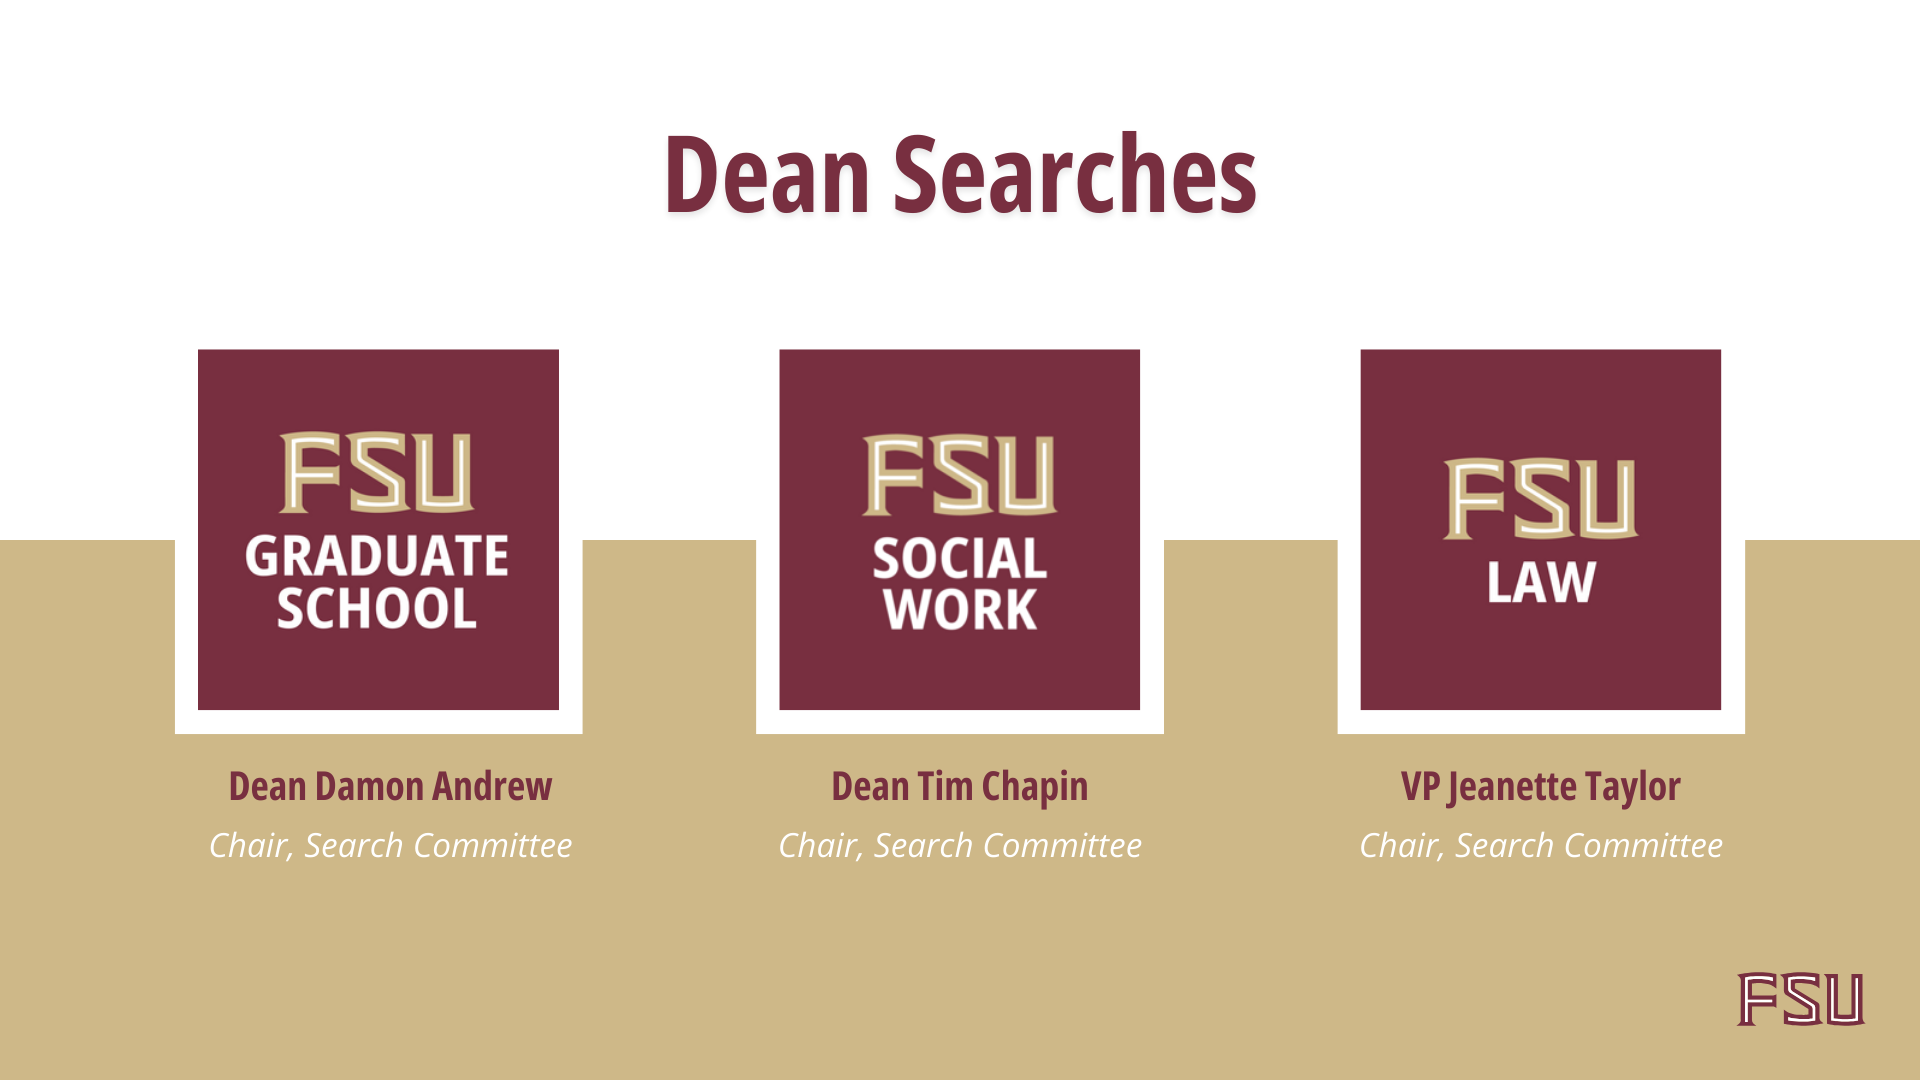 Dean Searches
FSU
GRADUATE
SCHOOL
Dean Damon Andrew
Chair, Search Committee
FSU
SOCIAL
WORK
Dean Tim Chapin
Chair, Search Committee
FSU
LAW
VP Jeanette Taylor
Chair, Search Committee
FSU